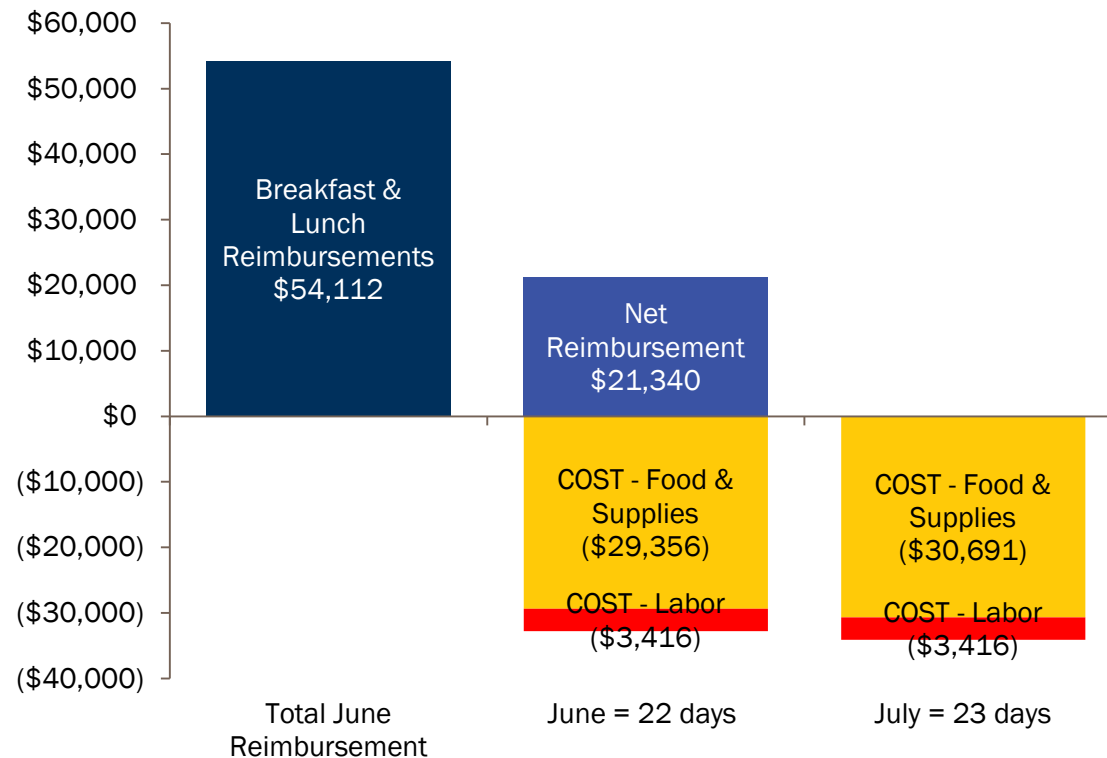 $60,000
$50,000
$40,000
$30,000
$20,000
$10,000
$0
($10,000)
($20,000)
($30,000)
($40,000)
Breakfast &
Lunch
Reimbursements
$54,112
Net
Reimbursement
$21,340
COST - Food &
Supplies
($29,356)
COST - Labor
($3,416)
COST - Food &
Supplies
($30,691)
COST - Labor
($3,416)
Total June
Reimbursement
June = 22 days
July = 23 days